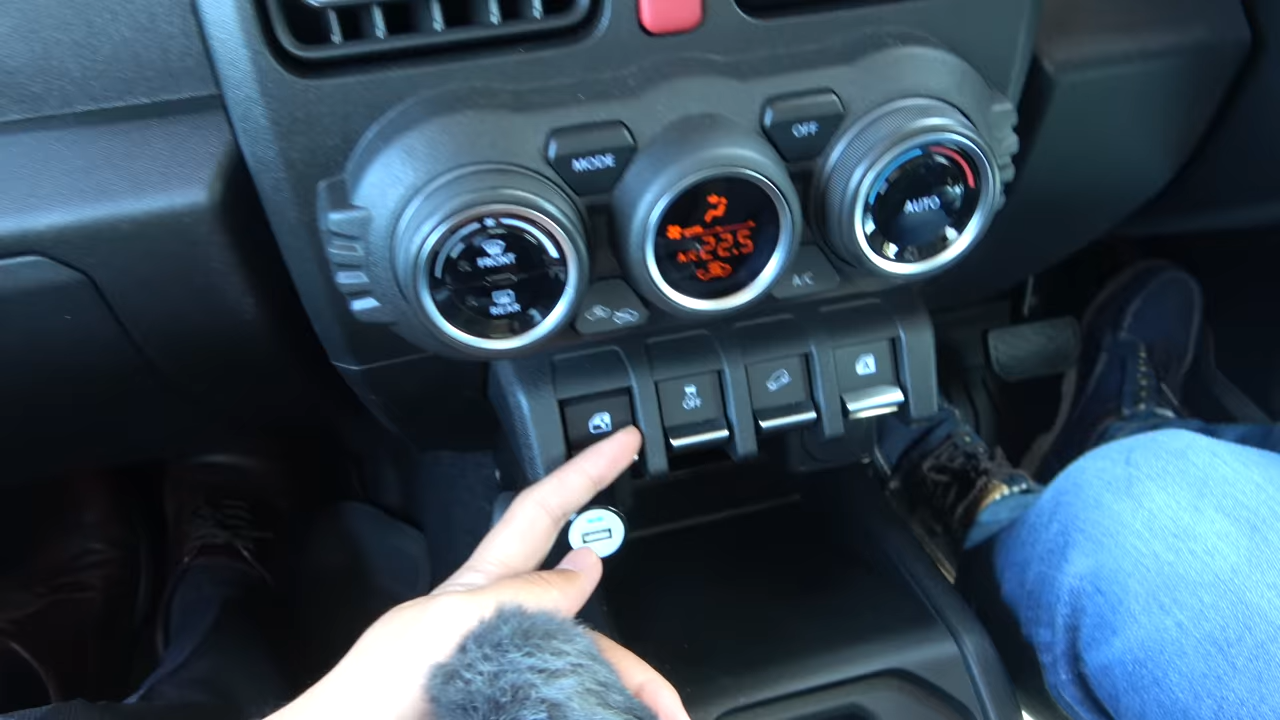 MODE
OFF
FRONT
REAR
A/C 22.5
AUTO
A/C
OFF
A